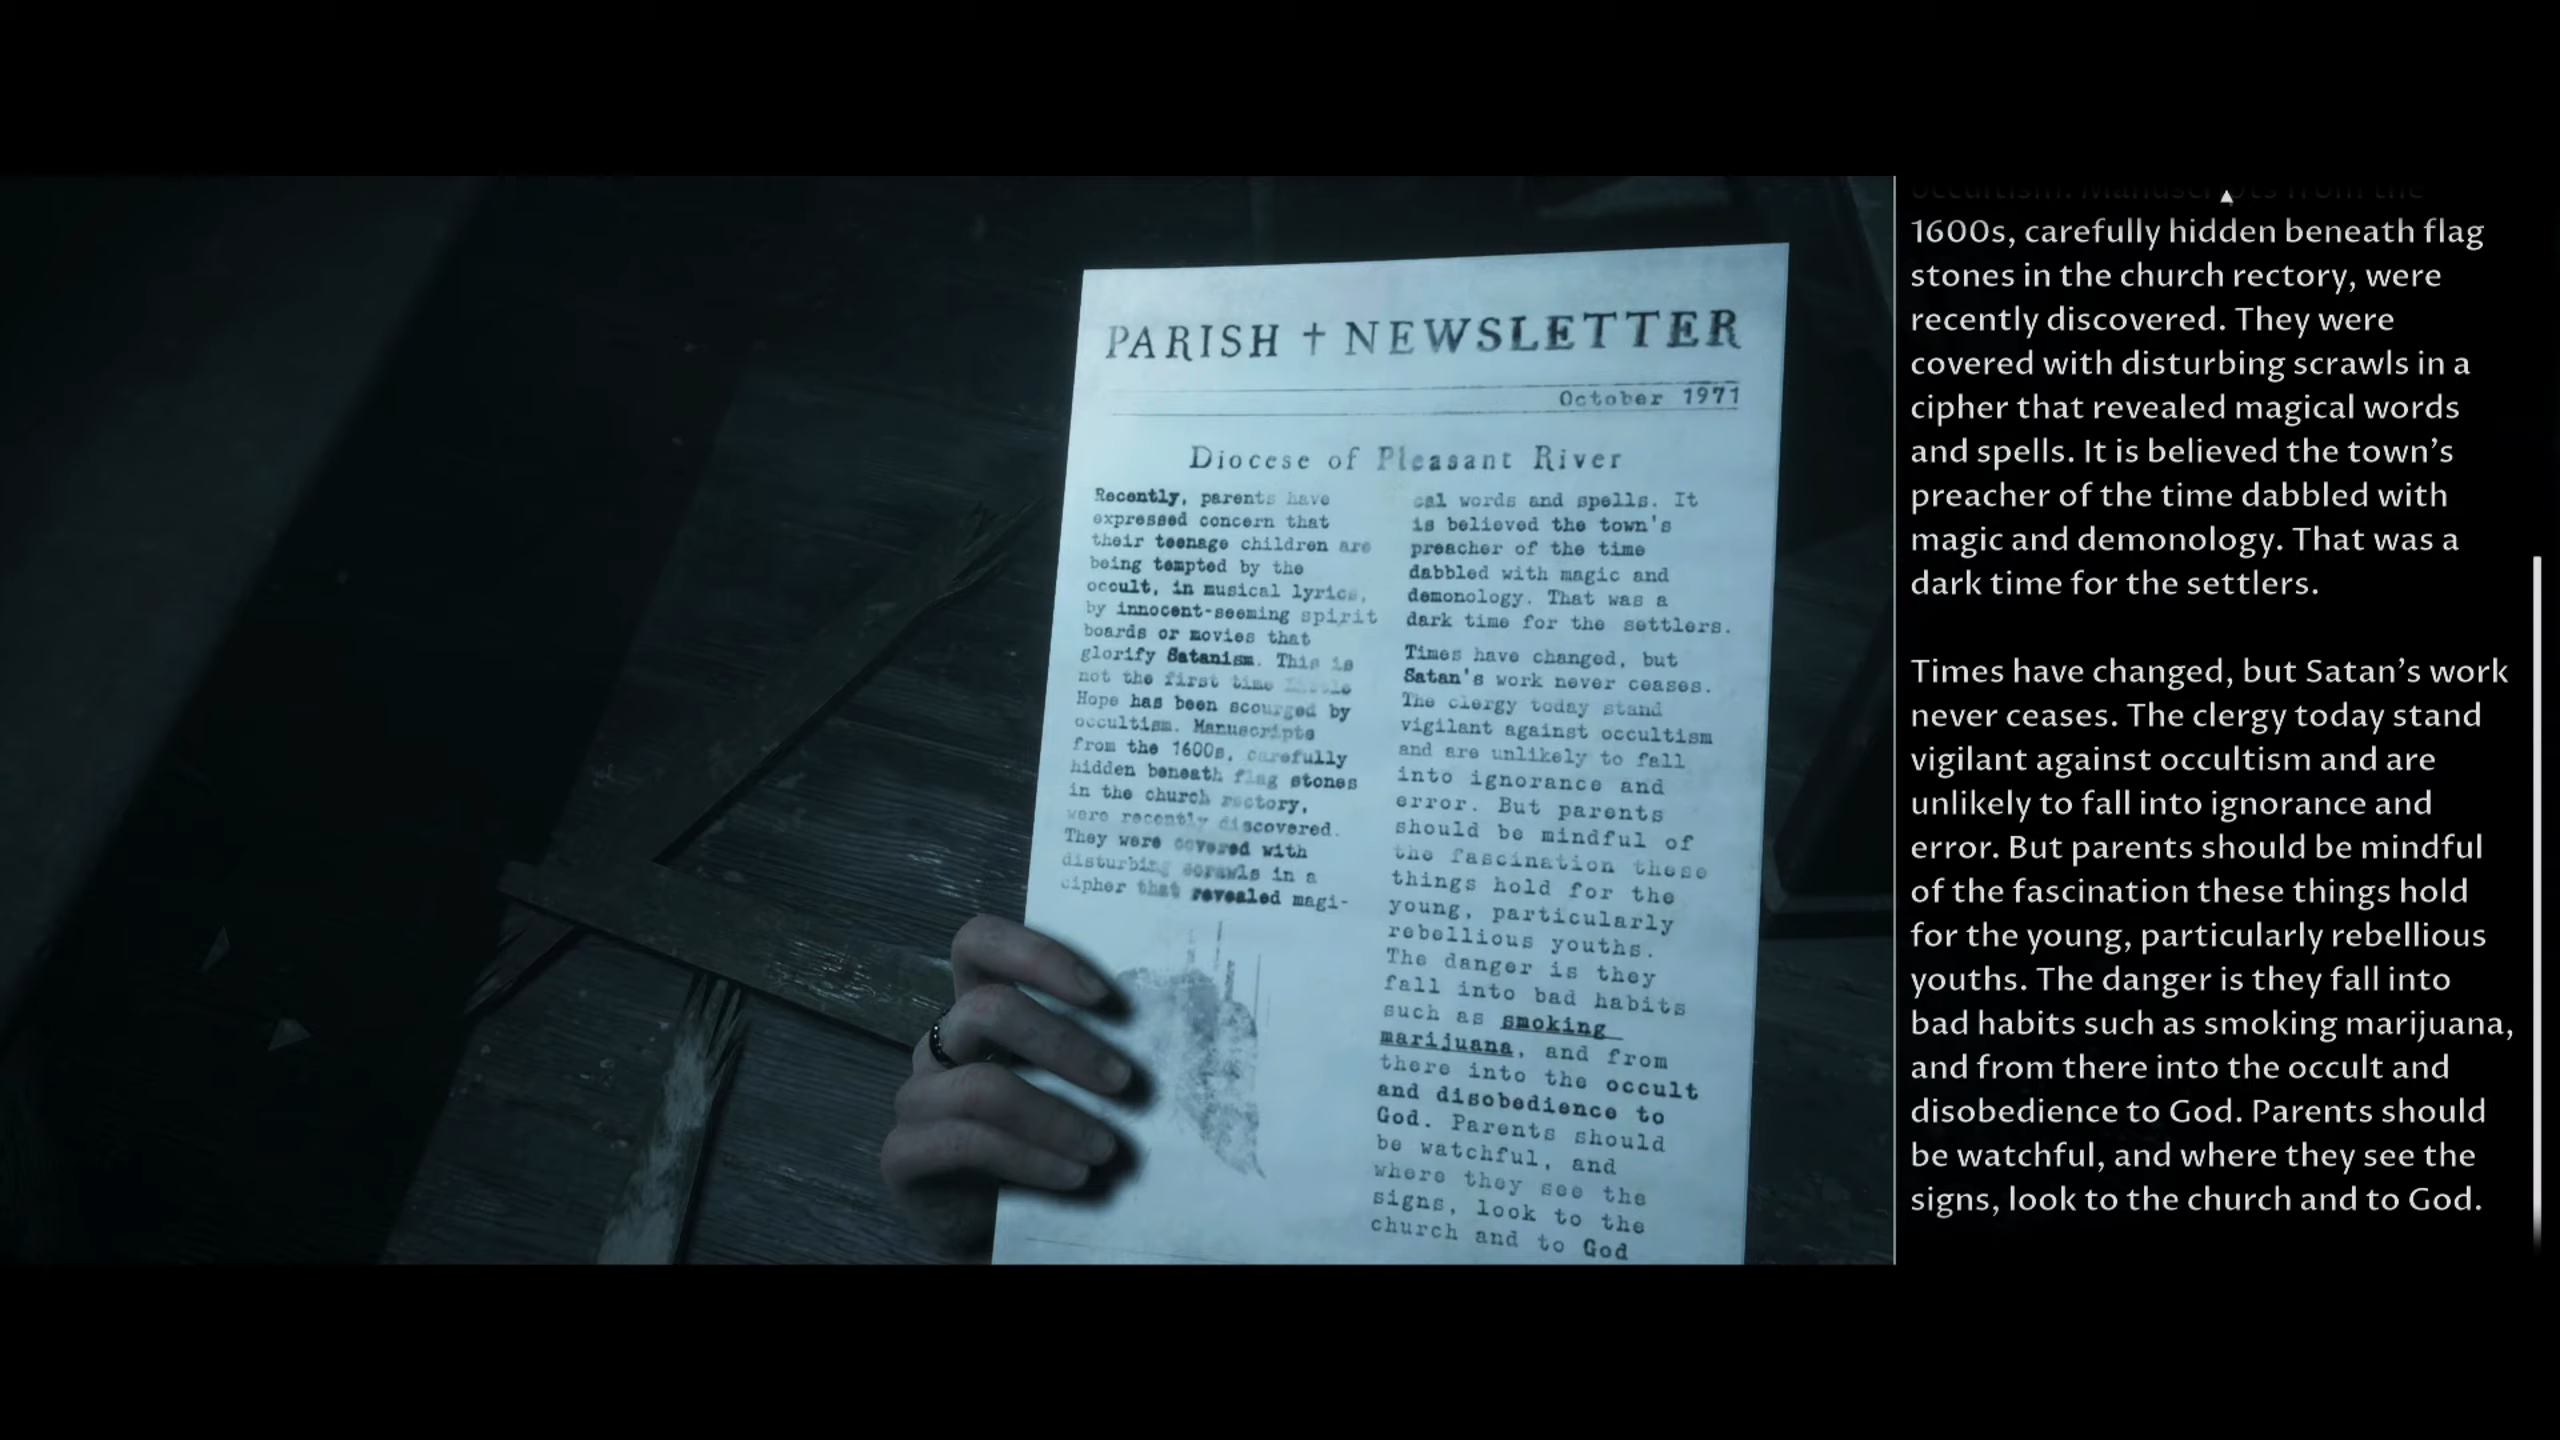 PARISH † NEWSLETTER
October 1971
Diocese of Pleasant River
Recently, parents have
expressed concern that
their teenage children are
being tempted by the
occult, in musical lyrics,
by innocent-seeming spirit
boards or movies that
glorify Satanism. This is
not the first time Little
Hope has been scourged by
occultism. Manuscripts
from the 1600s, carefully
hidden beneath flag stones
in the church rectory,
were recently discovered.
They were covered with
disturbing scrawls in a
cipher that revealed magi-
cal words and spells. It
is believed the town's
preacher of the time
dabbled with magic and
demonology. That was a
dark time for the settlers.
Times have changed, but
Satan's work never ceases.
The clergy today stand
vigilant against occultism
and are unlikely to fall
into ignorance and
error. But parents
should be mindful of
the fascination these
things hold for the
young, particularly
rebellious youths.
The danger is they
fall into bad habits
such as smoking
marijuana, and from
there into the occult
and disobedience to
God. Parents should
be watchful, and
where they see the
signs, look to the
church and to God
occultism. Manuscripts from the
1600s, carefully hidden beneath flag
stones in the church rectory, were
recently discovered. They were
covered with disturbing scrawls in a
cipher that revealed magical words
and spells. It is believed the town's
preacher of the time dabbled with
magic and demonology. That was a
dark time for the settlers.
Times have changed, but Satan's work
never ceases. The clergy today stand
vigilant against occultism and are
unlikely to fall into ignorance and
error. But parents should be mindful
of the fascination these things hold
for the young, particularly rebellious
youths. The danger is they fall into
bad habits such as smoking marijuana,
and from there into the occult and
disobedience to God. Parents should
be watchful, and where they see the
signs, look to the church and to God.